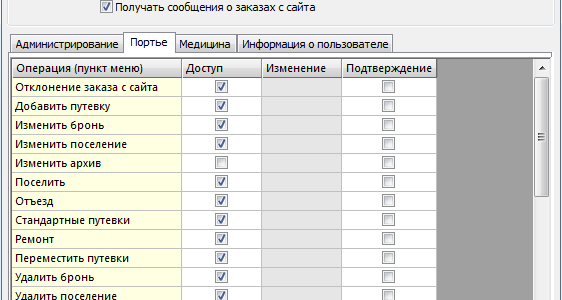 Получать сообщения о заказах с сайта
Администрирование Портье Медицина Информация о пользователе
Операция (пункт меню) Доступ Изменение Подтверждение
Отклонение заказа с сайта
Добавить путевку
Изменить бронь
Изменить поселение
Изменить архив
Поселить
Отъезд
Стандартные путевки
Ремонт
Переместить путевки
Удалить бронь
Удалить поселение